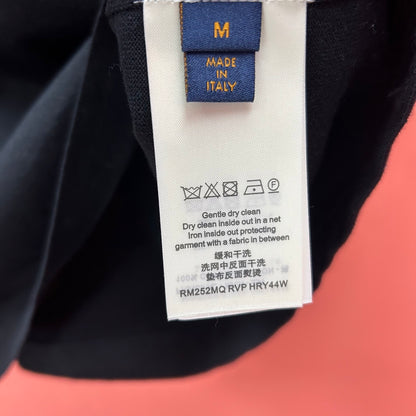 M
MADE IN
ITALY
Gentle dry clean
Dry clean inside out in a net
Iron inside out protecting
garment with a fabric in between
缓和干洗
洗网中反面干洗
垫布反面熨烫
RM252MQ RVP HRY44W